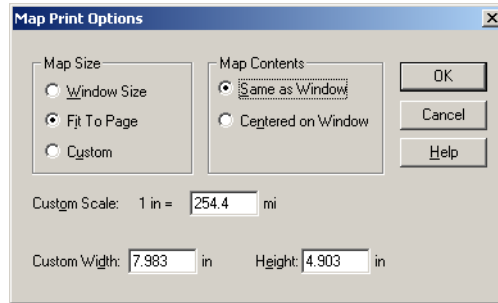 Map Print Options
Map Size
Window Size
Fit To Page
Custom
Map Contents
Same as Window
Centered on Window
OK
Cancel
Help
Custom Scale: 1 in = 254.4 mi
Custom Width: 7.983 in Height: 4.903 in